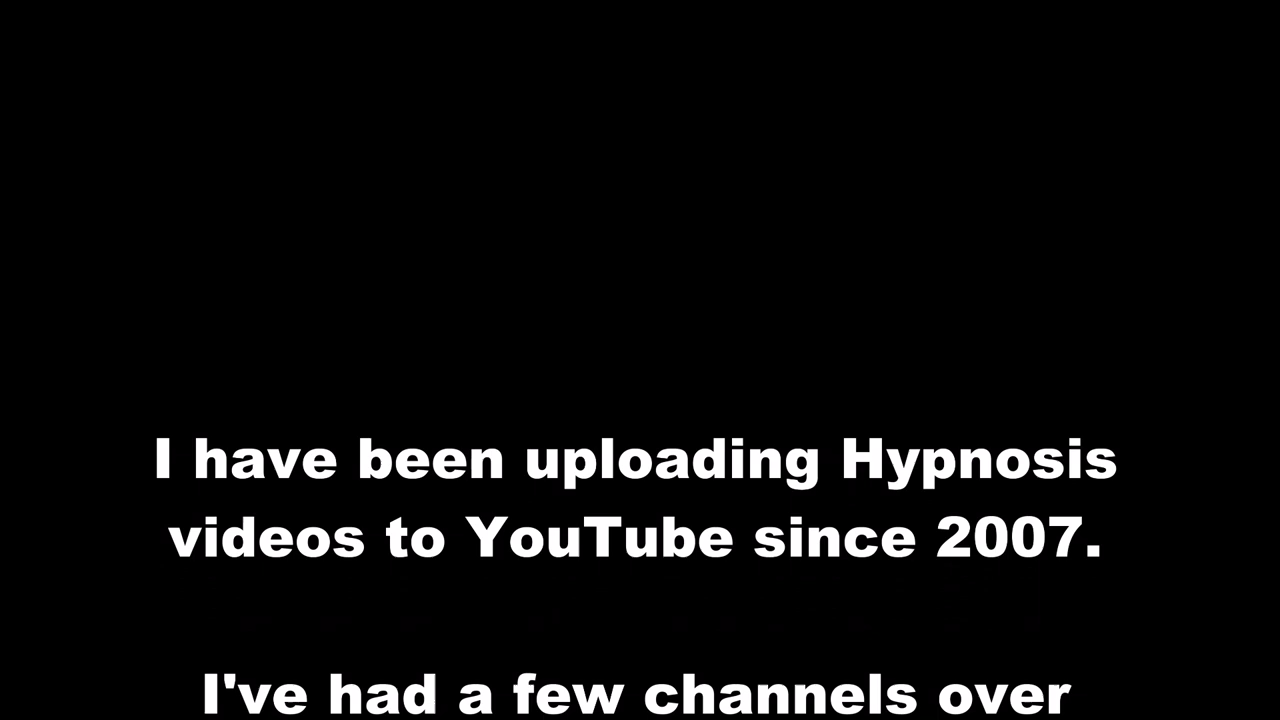 I have been uploading Hypnosis
videos to YouTube since 2007.
I've had a few channels over